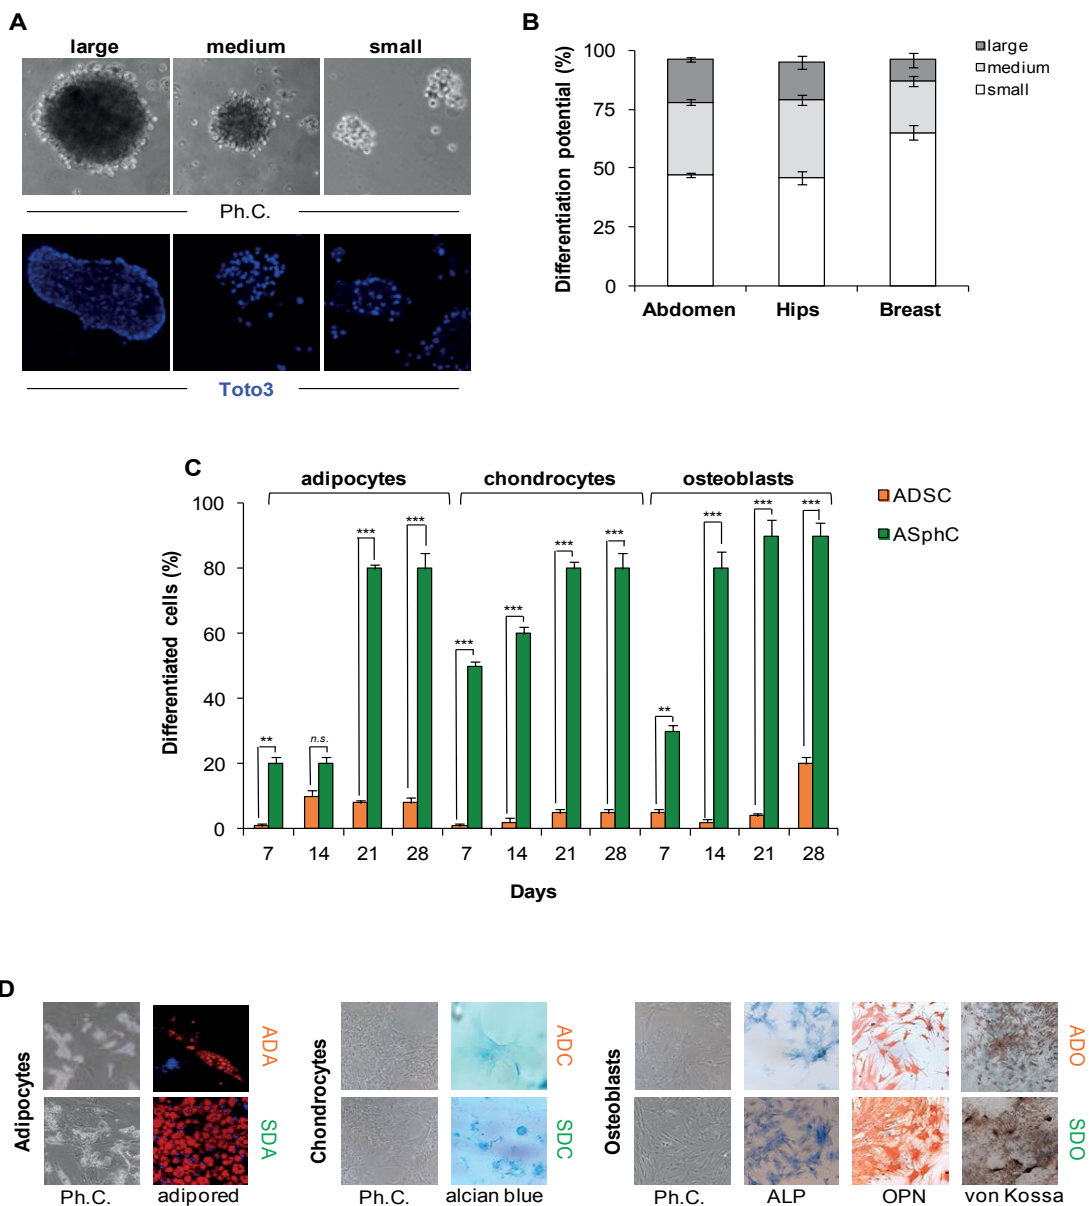 A
large medium small
Ph.C.
Toto3
B
Differentiation potential (%)
100
75
50
25
0
Abdomen Hips Breast
large
medium
small
C
adipocytes chondrocytes osteoblasts
ADSC
ASphC
Differentiated cells (%)
100
80
60
40
20
0
** n.s. *** *** *** *** *** *** ** *** *** ***
7 14 21 28 7 14 21 28 7 14 21 28
Days
D
Adipocytes
ADA
SDA
Ph.C. adipored
Chondrocytes
ADC
SDC
Ph.C. alcian blue
Osteoblasts
ADO
SDO
Ph.C. ALP OPN von Kossa